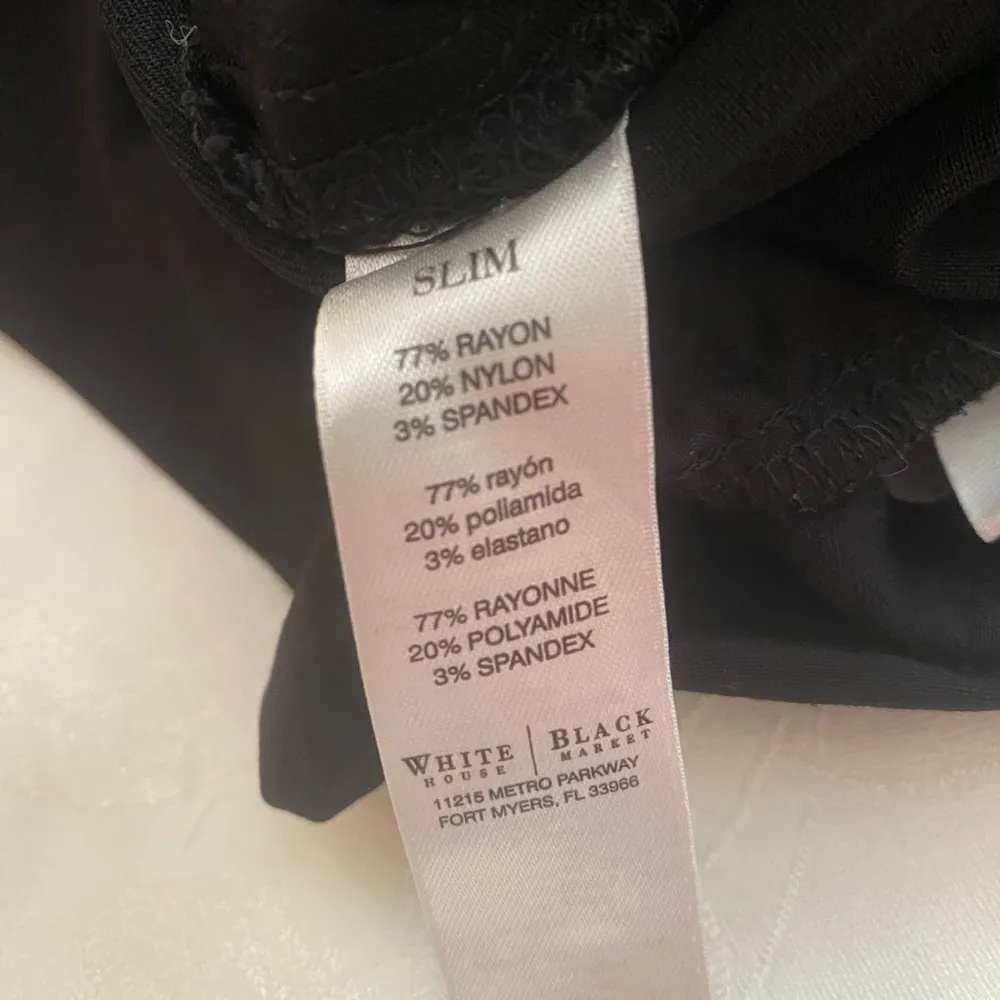 SLIM
77% RAYON
20% NYLON
3% SPANDEX
77% rayón
20% poliamida
3% elastano
77% RAYONNE
20% POLYAMIDE
3% SPANDEX
WHITE HOUSE | BLACK MARKET
11215 METRO PARKWAY
FORT MYERS, FL 33966